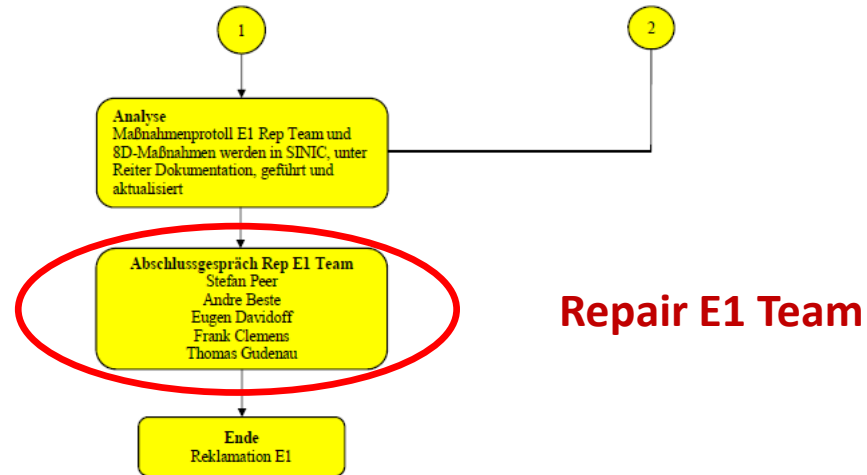 1
2
Analyse
Maßnahmenprotoll E1 Rep Team und
8D-Maßnahmen werden in SINIC, unter
Reiter Dokumentation, geführt und
aktualisiert
Abschlussgespräch Rep E1 Team
Stefan Peer
Andre Beste
Eugen Davidoff
Frank Clemens
Thomas Gudenau
Repair E1 Team
Ende
Reklamation E1